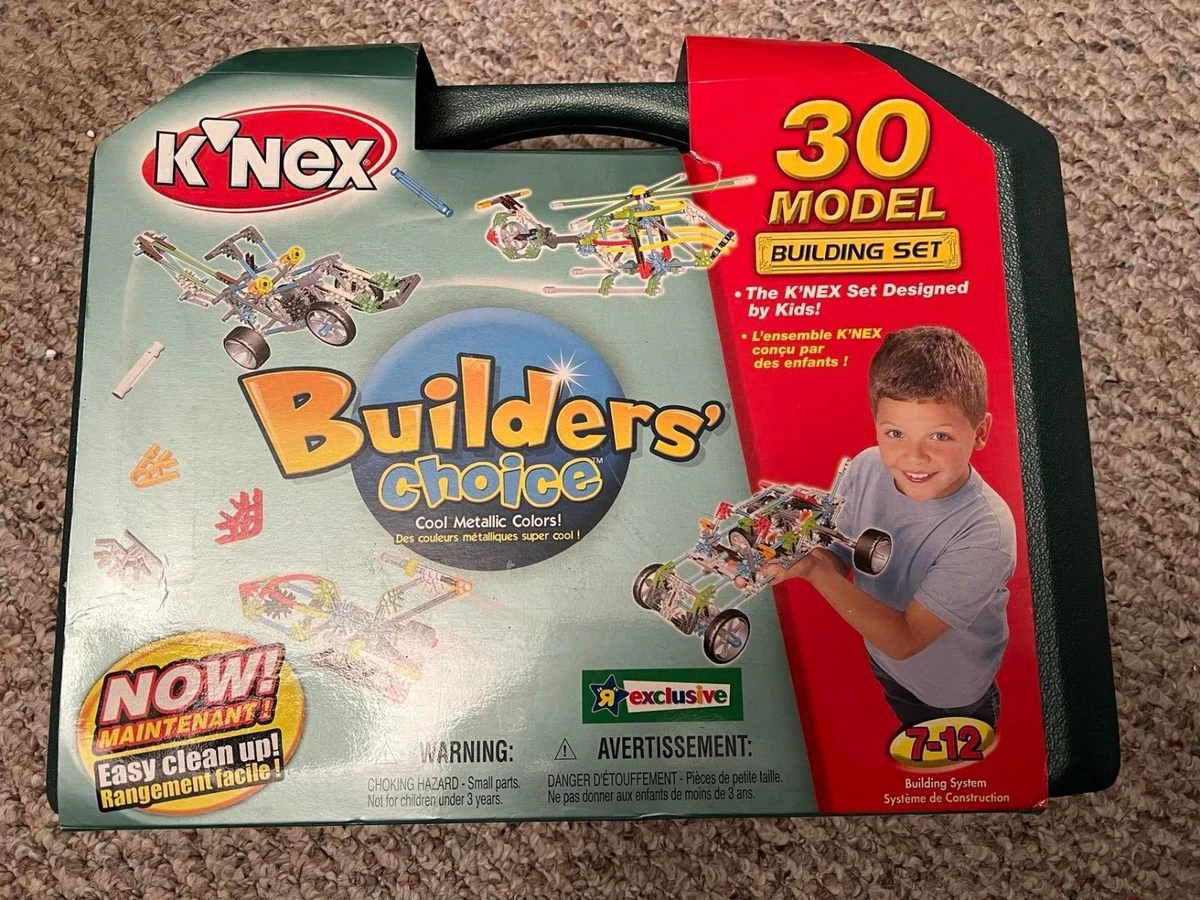 K'NEX
30
MODEL
BUILDING SET
• The K'NEX Set Designed
by Kids!
• L'ensemble K'NEX
conçu par
des enfants !
Builders'
choice™
Cool Metallic Colors!
Des couleurs métalliques super cool !
NOW!
MAINTENANT !
Easy clean up!
Rangement facile !
R exclusive
WARNING:
CHOKING HAZARD - Small parts.
Not for children under 3 years.
AVERTISSEMENT:
DANGER D'ÉTOUFFEMENT - Pièces de petite taille.
Ne pas donner aux enfants de moins de 3 ans.
7-12
Building System
Système de Construction